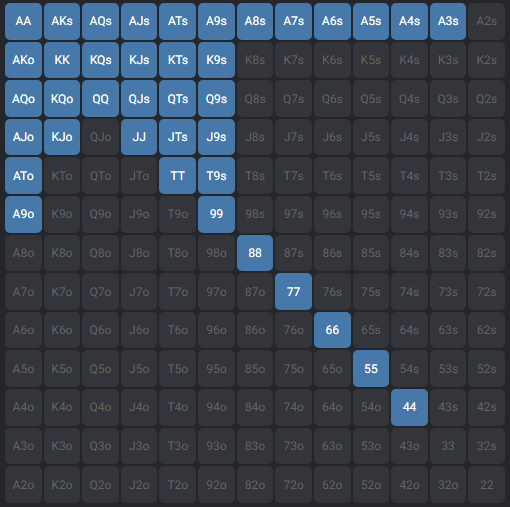 AA AKs AQs AJs ATs A9s A8s A7s A6s A5s A4s A3s A2s
AKo KK KQs KJs KTs K9s K8s K7s K6s K5s K4s K3s K2s
AQo KQo QQ QJs QTs Q9s Q8s Q7s Q6s Q5s Q4s Q3s Q2s
AJo KJo QJo JJ JTs J9s J8s J7s J6s J5s J4s J3s J2s
ATo KTo QTo JTo TT T9s T8s T7s T6s T5s T4s T3s T2s
A9o K9o Q9o J9o T9o 99 98s 97s 96s 95s 94s 93s 92s
A8o K8o Q8o J8o T8o 98o 88 87s 86s 85s 84s 83s 82s
A7o K7o Q7o J7o T7o 97o 87o 77 76s 75s 74s 73s 72s
A6o K6o Q6o J6o T6o 96o 86o 76o 66 65s 64s 63s 62s
A5o K5o Q5o J5o T5o 95o 85o 75o 65o 55 54s 53s 52s
A4o K4o Q4o J4o T4o 94o 84o 74o 64o 54o 44 43s 42s
A3o K3o Q3o J3o T3o 93o 83o 73o 63o 53o 43o 33 32s
A2o K2o Q2o J2o T2o 92o 82o 72o 62o 52o 42o 32o 22